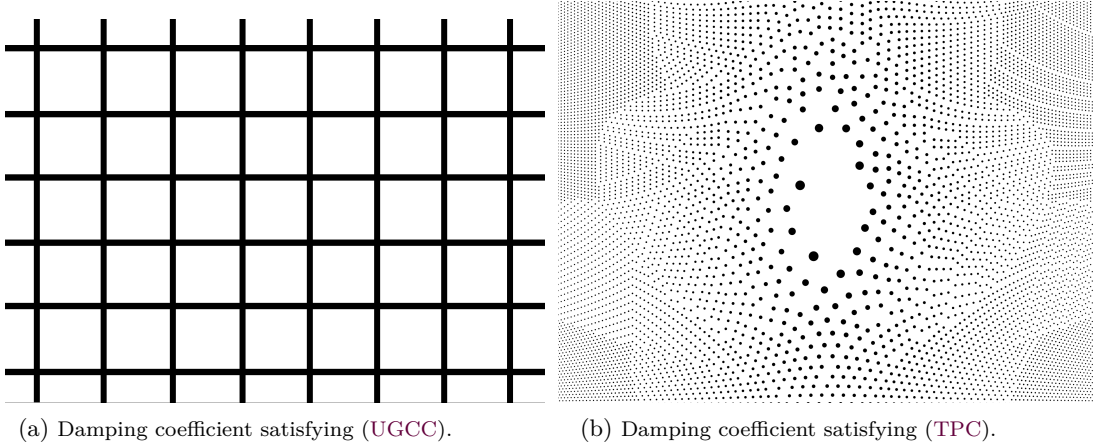 (a) Damping coefficient satisfying (UGCC).
(b) Damping coefficient satisfying (TPC).